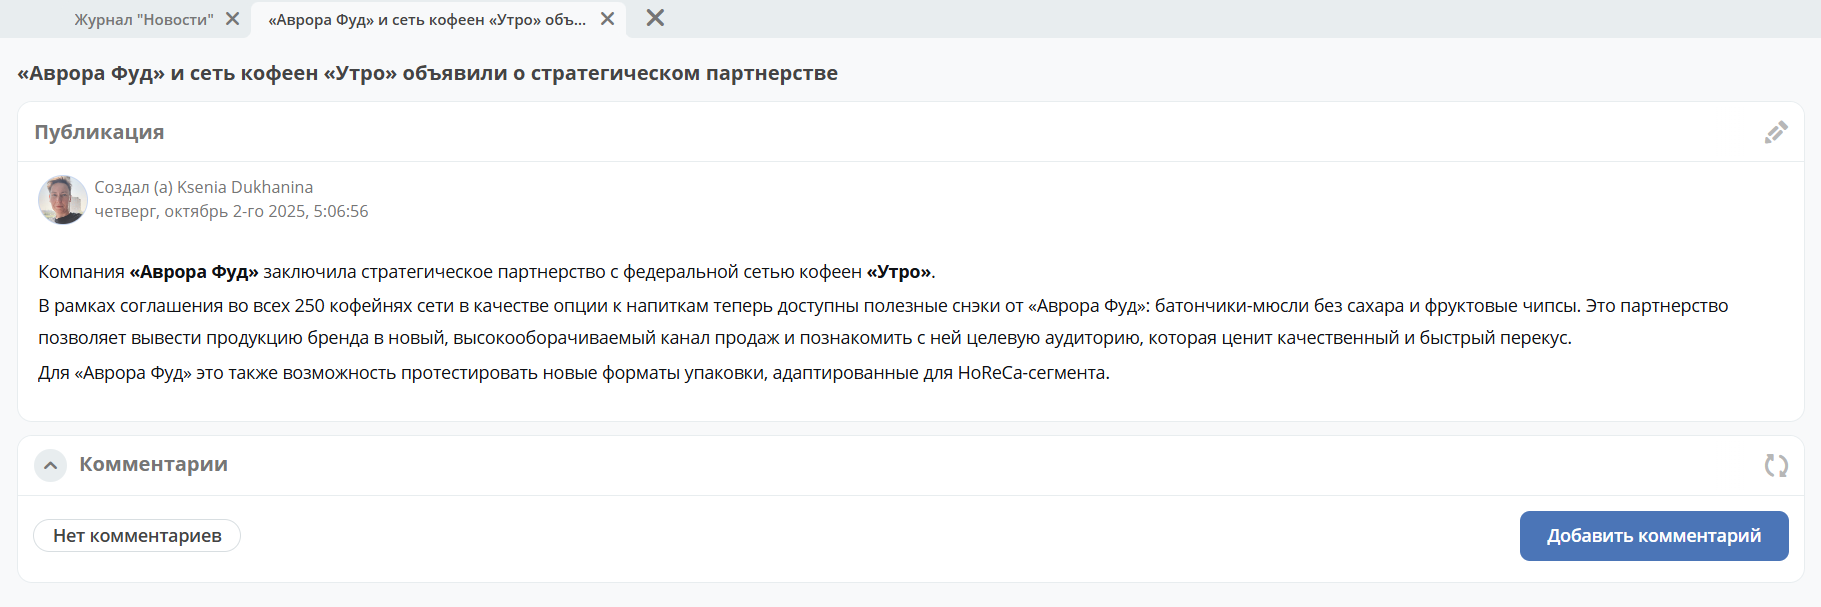 Журнал "Новости"
«Аврора Фуд» и сеть кофеен «Утро» объ...
«Аврора Фуд» и сеть кофеен «Утро» объявили о стратегическом партнерстве
Публикация
Создал (а) Ksenia Dukhanina
четверг, октябрь 2-го 2025, 5:06:56
Компания «Аврора Фуд» заключила стратегическое партнерство с федеральной сетью кофеен «Утро».
В рамках соглашения во всех 250 кофейнях сети в качестве опции к напиткам теперь доступны полезные снэки от «Аврора Фуд»: батончики-мюсли без сахара и фруктовые чипсы. Это партнерство
позволяет вывести продукцию бренда в новый, высокооборачиваемый канал продаж и познакомить с ней целевую аудиторию, которая ценит качественный и быстрый перекус.
Для «Аврора Фуд» это также возможность протестировать новые форматы упаковки, адаптированные для HoReCa-сегмента.
Комментарии
Нет комментариев
Добавить комментарий